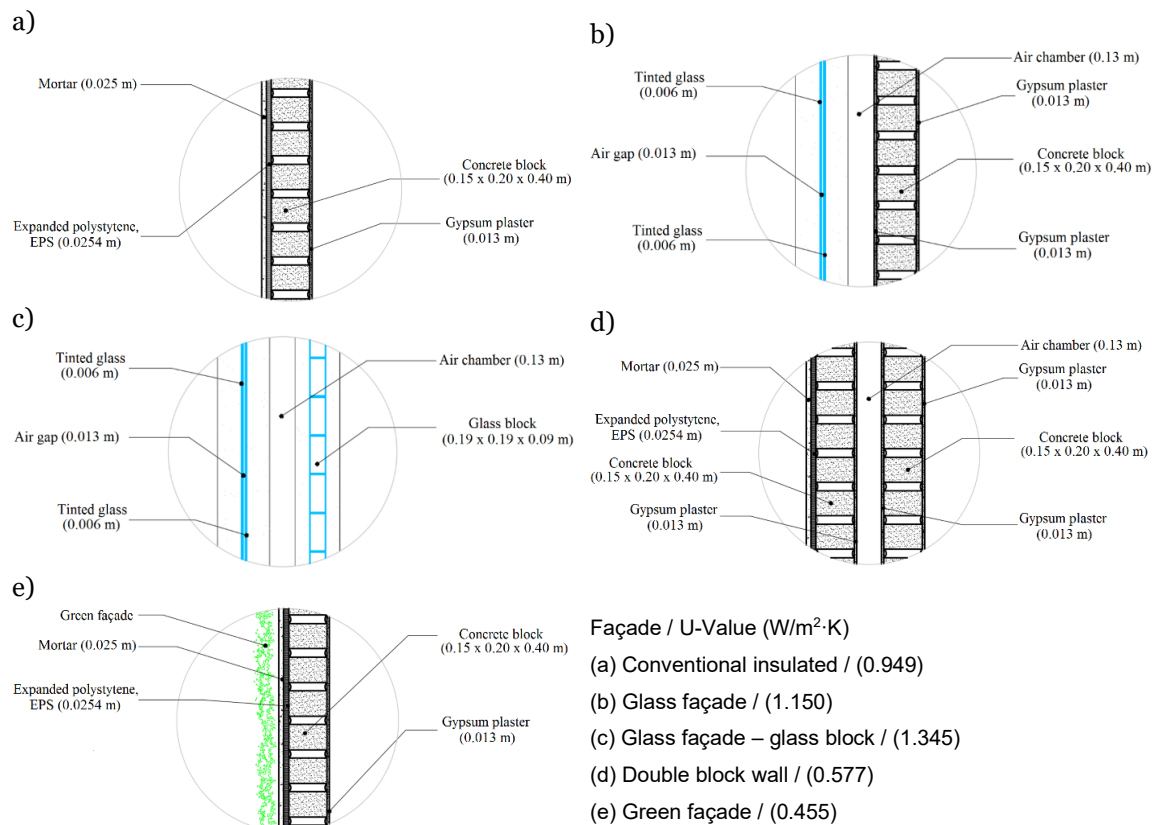 a)
Mortar (0.025 m)
Concrete block
(0.15 x 0.20 x 0.40 m)
Expanded polystytene,
EPS (0.0254 m)
Gypsum plaster
(0.013 m)
b)
Air chamber (0.13 m)
Tinted glass
(0.006 m)
Gypsum plaster
(0.013 m)
Air gap (0.013 m)
Concrete block
(0.15 x 0.20 x 0.40 m)
Tinted glass
(0.006 m)
Gypsum plaster
(0.013 m)
c)
Tinted glass
(0.006 m)
Air chamber (0.13 m)
Air gap (0.013 m)
Glass block
(0.19 x 0.19 x 0.09 m)
Tinted glass
(0.006 m)
d)
Air chamber (0.13 m)
Mortar (0.025 m)
Gypsum plaster
(0.013 m)
Expanded polystytene,
EPS (0.0254 m)
Concrete block
(0.15 x 0.20 x 0.40 m)
Concrete block
(0.15 x 0.20 x 0.40 m)
Gypsum plaster
(0.013 m)
Gypsum plaster
(0.013 m)
e)
Green façade
Mortar (0.025 m)
Concrete block
(0.15 x 0.20 x 0.40 m)
Expanded polystytene,
EPS (0.0254 m)
Gypsum plaster
(0.013 m)
Façade / U-Value (W/m²·K)
(a) Conventional insulated / (0.949)
(b) Glass façade / (1.150)
(c) Glass façade – glass block / (1.345)
(d) Double block wall / (0.577)
(e) Green façade / (0.455)